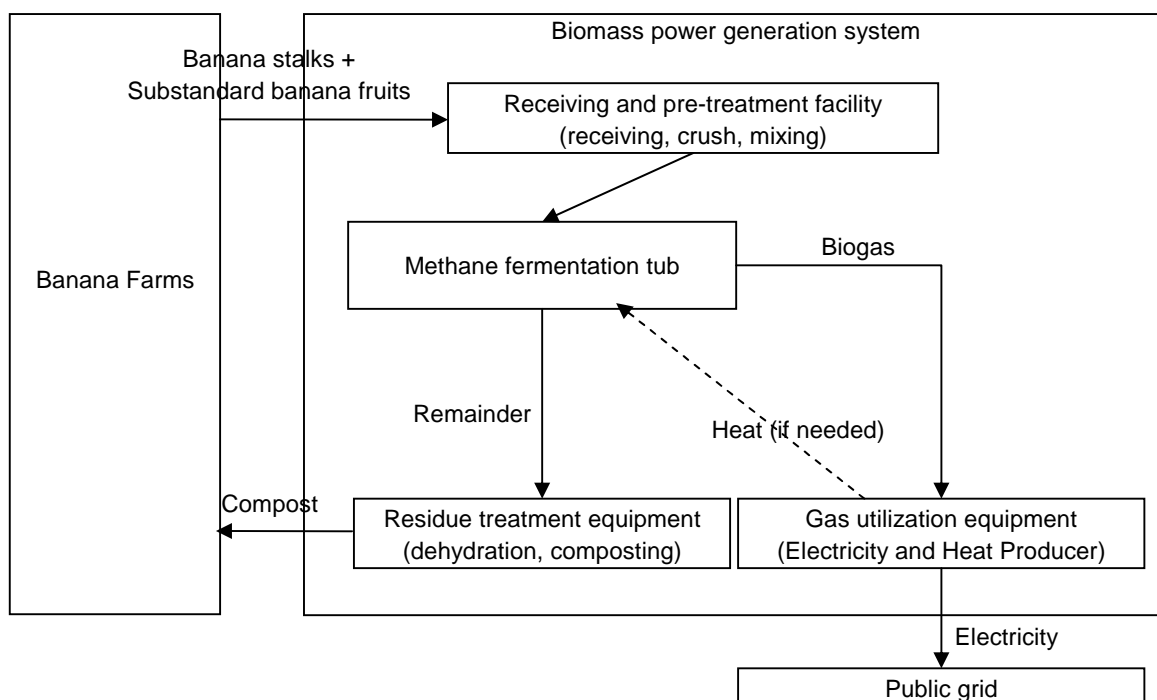 Biomass power generation system
Banana stalks +
Substandard banana fruits
Receiving and pre-treatment facility
(receiving, crush, mixing)
Banana Farms
Methane fermentation tub
Biogas
Remainder
Heat (if needed)
Compost
Residue treatment equipment
(dehydration, composting)
Gas utilization equipment
(Electricity and Heat Producer)
Electricity
Public grid